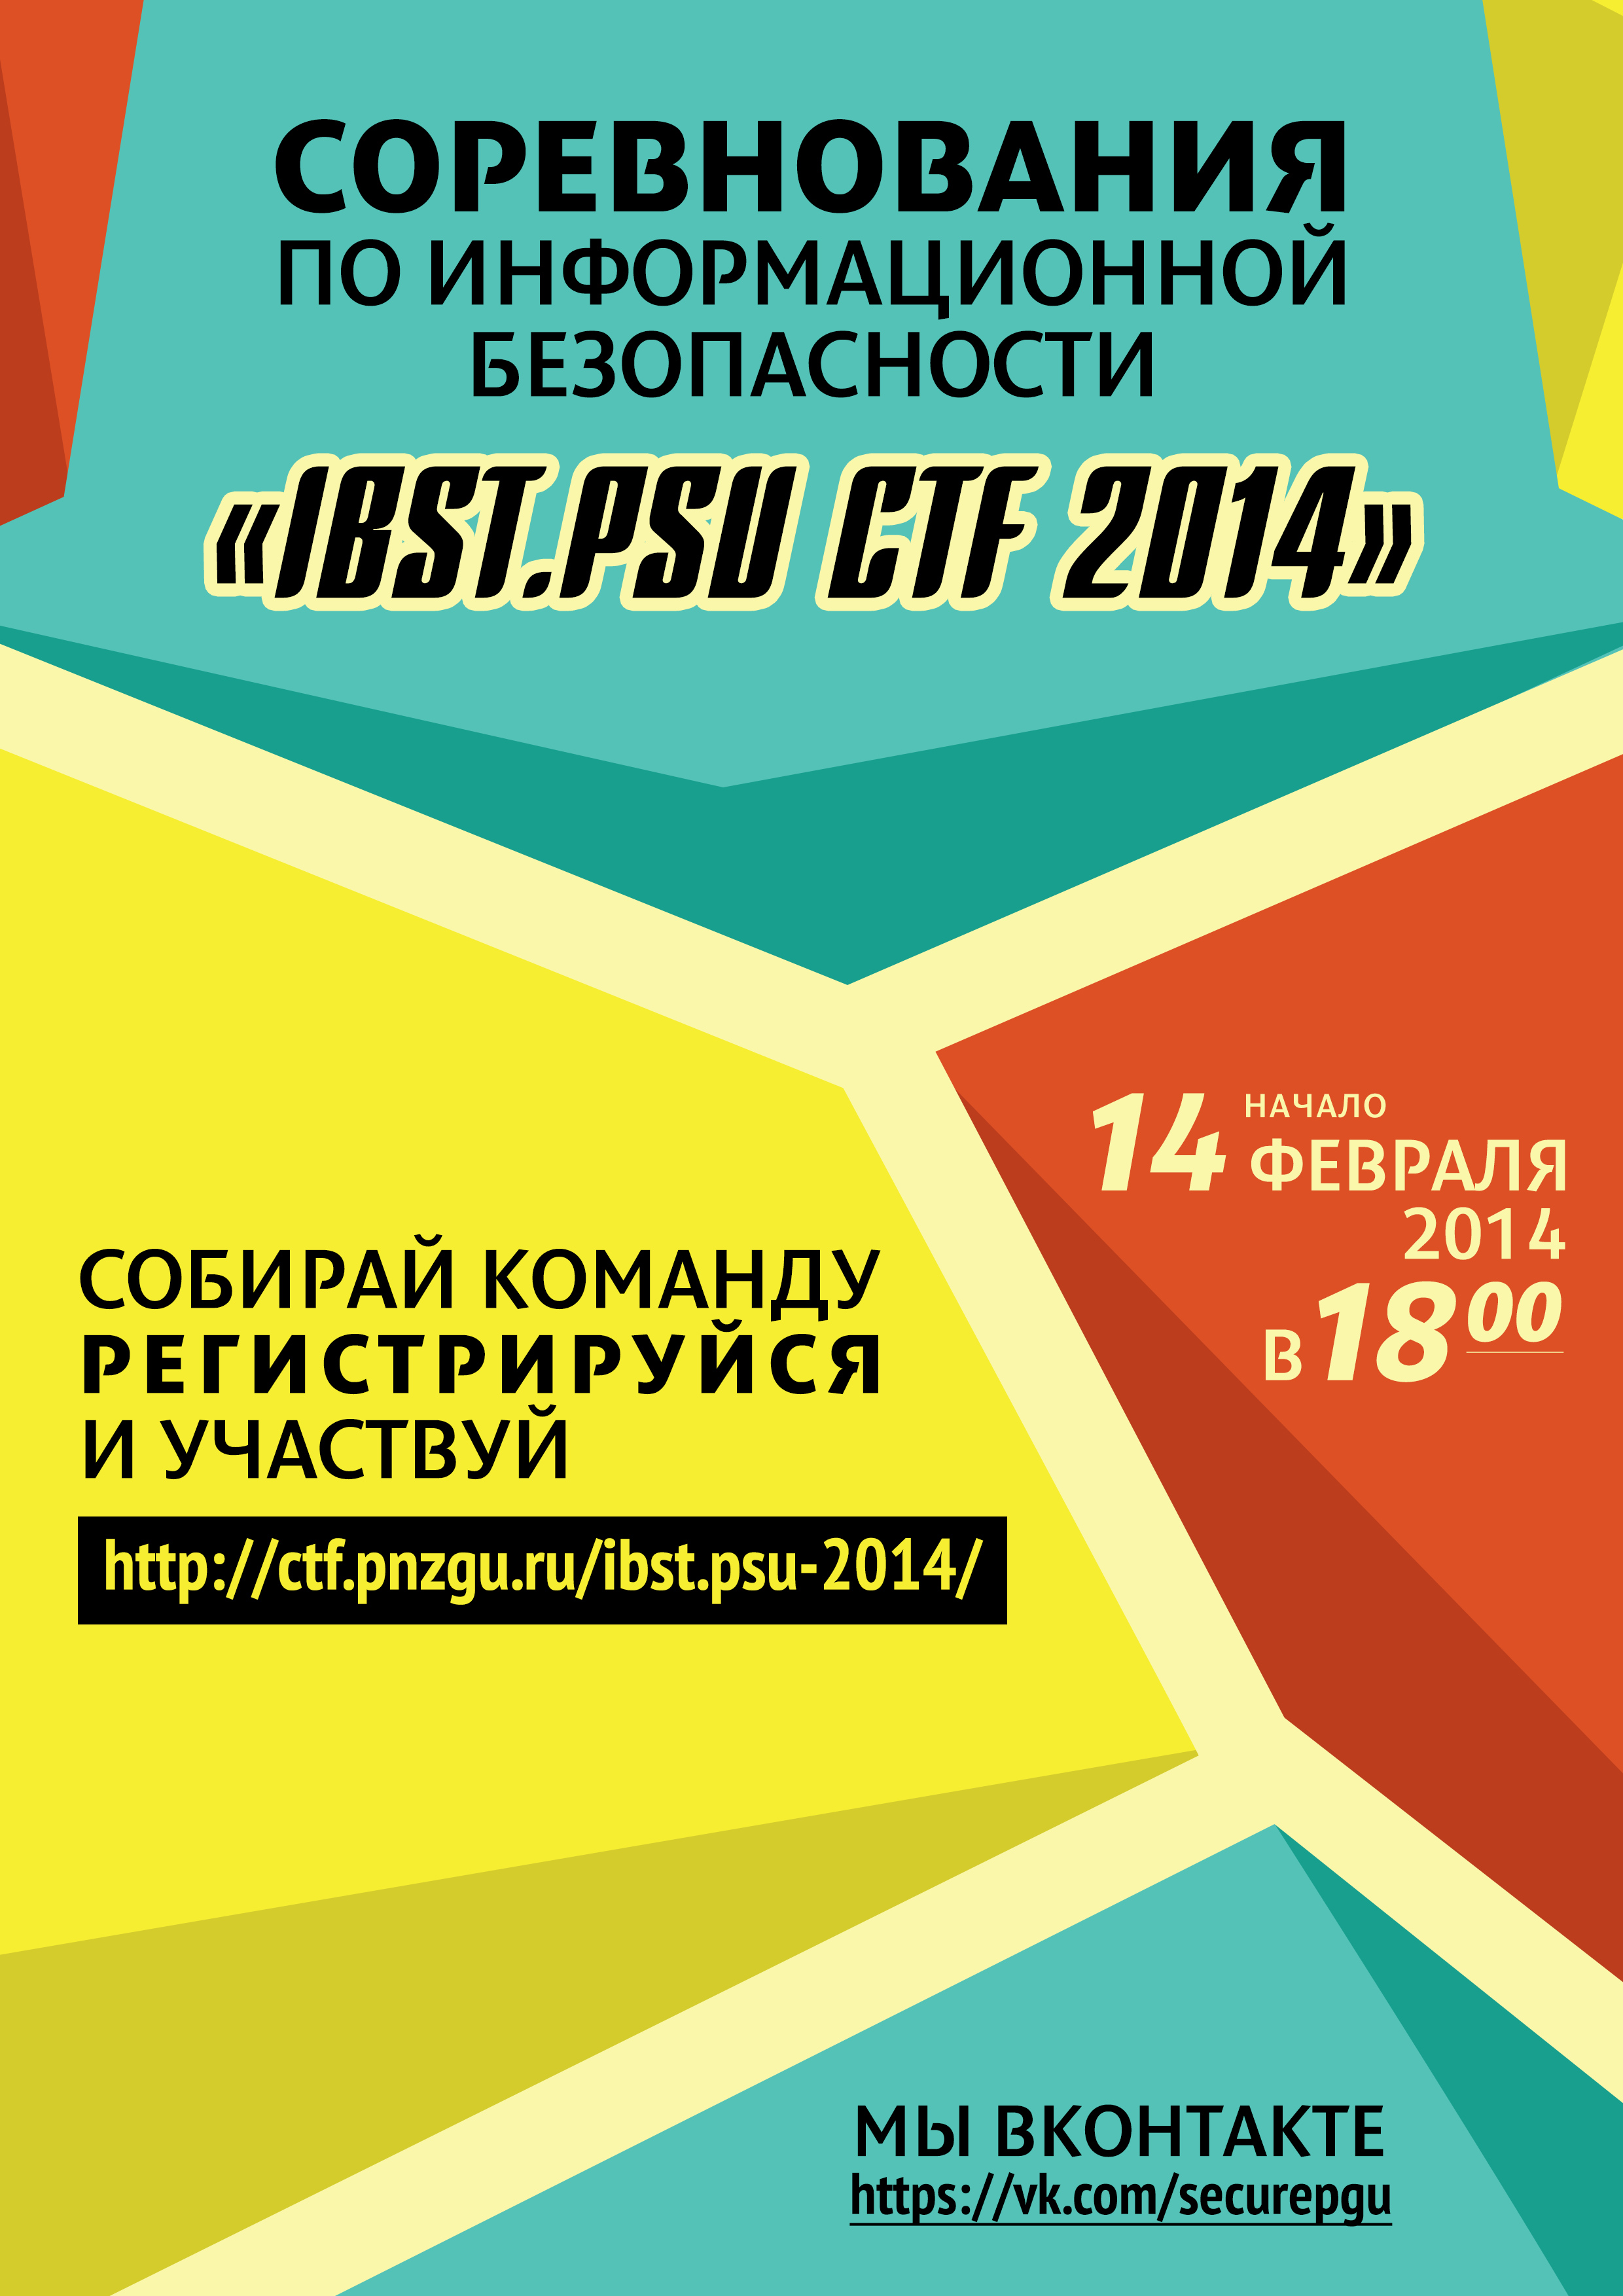 СОРЕВНОВАНИЯ
ПО ИНФОРМАЦИОННОЙ
БЕЗОПАСНОСТИ
«IBST.PSU CTF 2014»
14 НАЧАЛО
ФЕВРАЛЯ
2014
В 18 00
СОБИРАЙ КОМАНДУ
РЕГИСТРИРУЙСЯ
И УЧАСТВУЙ
http://ctf.pnzgu.ru/ibst.psu-2014/
МЫ ВКОНТАКТЕ
https://vk.com/securepgu